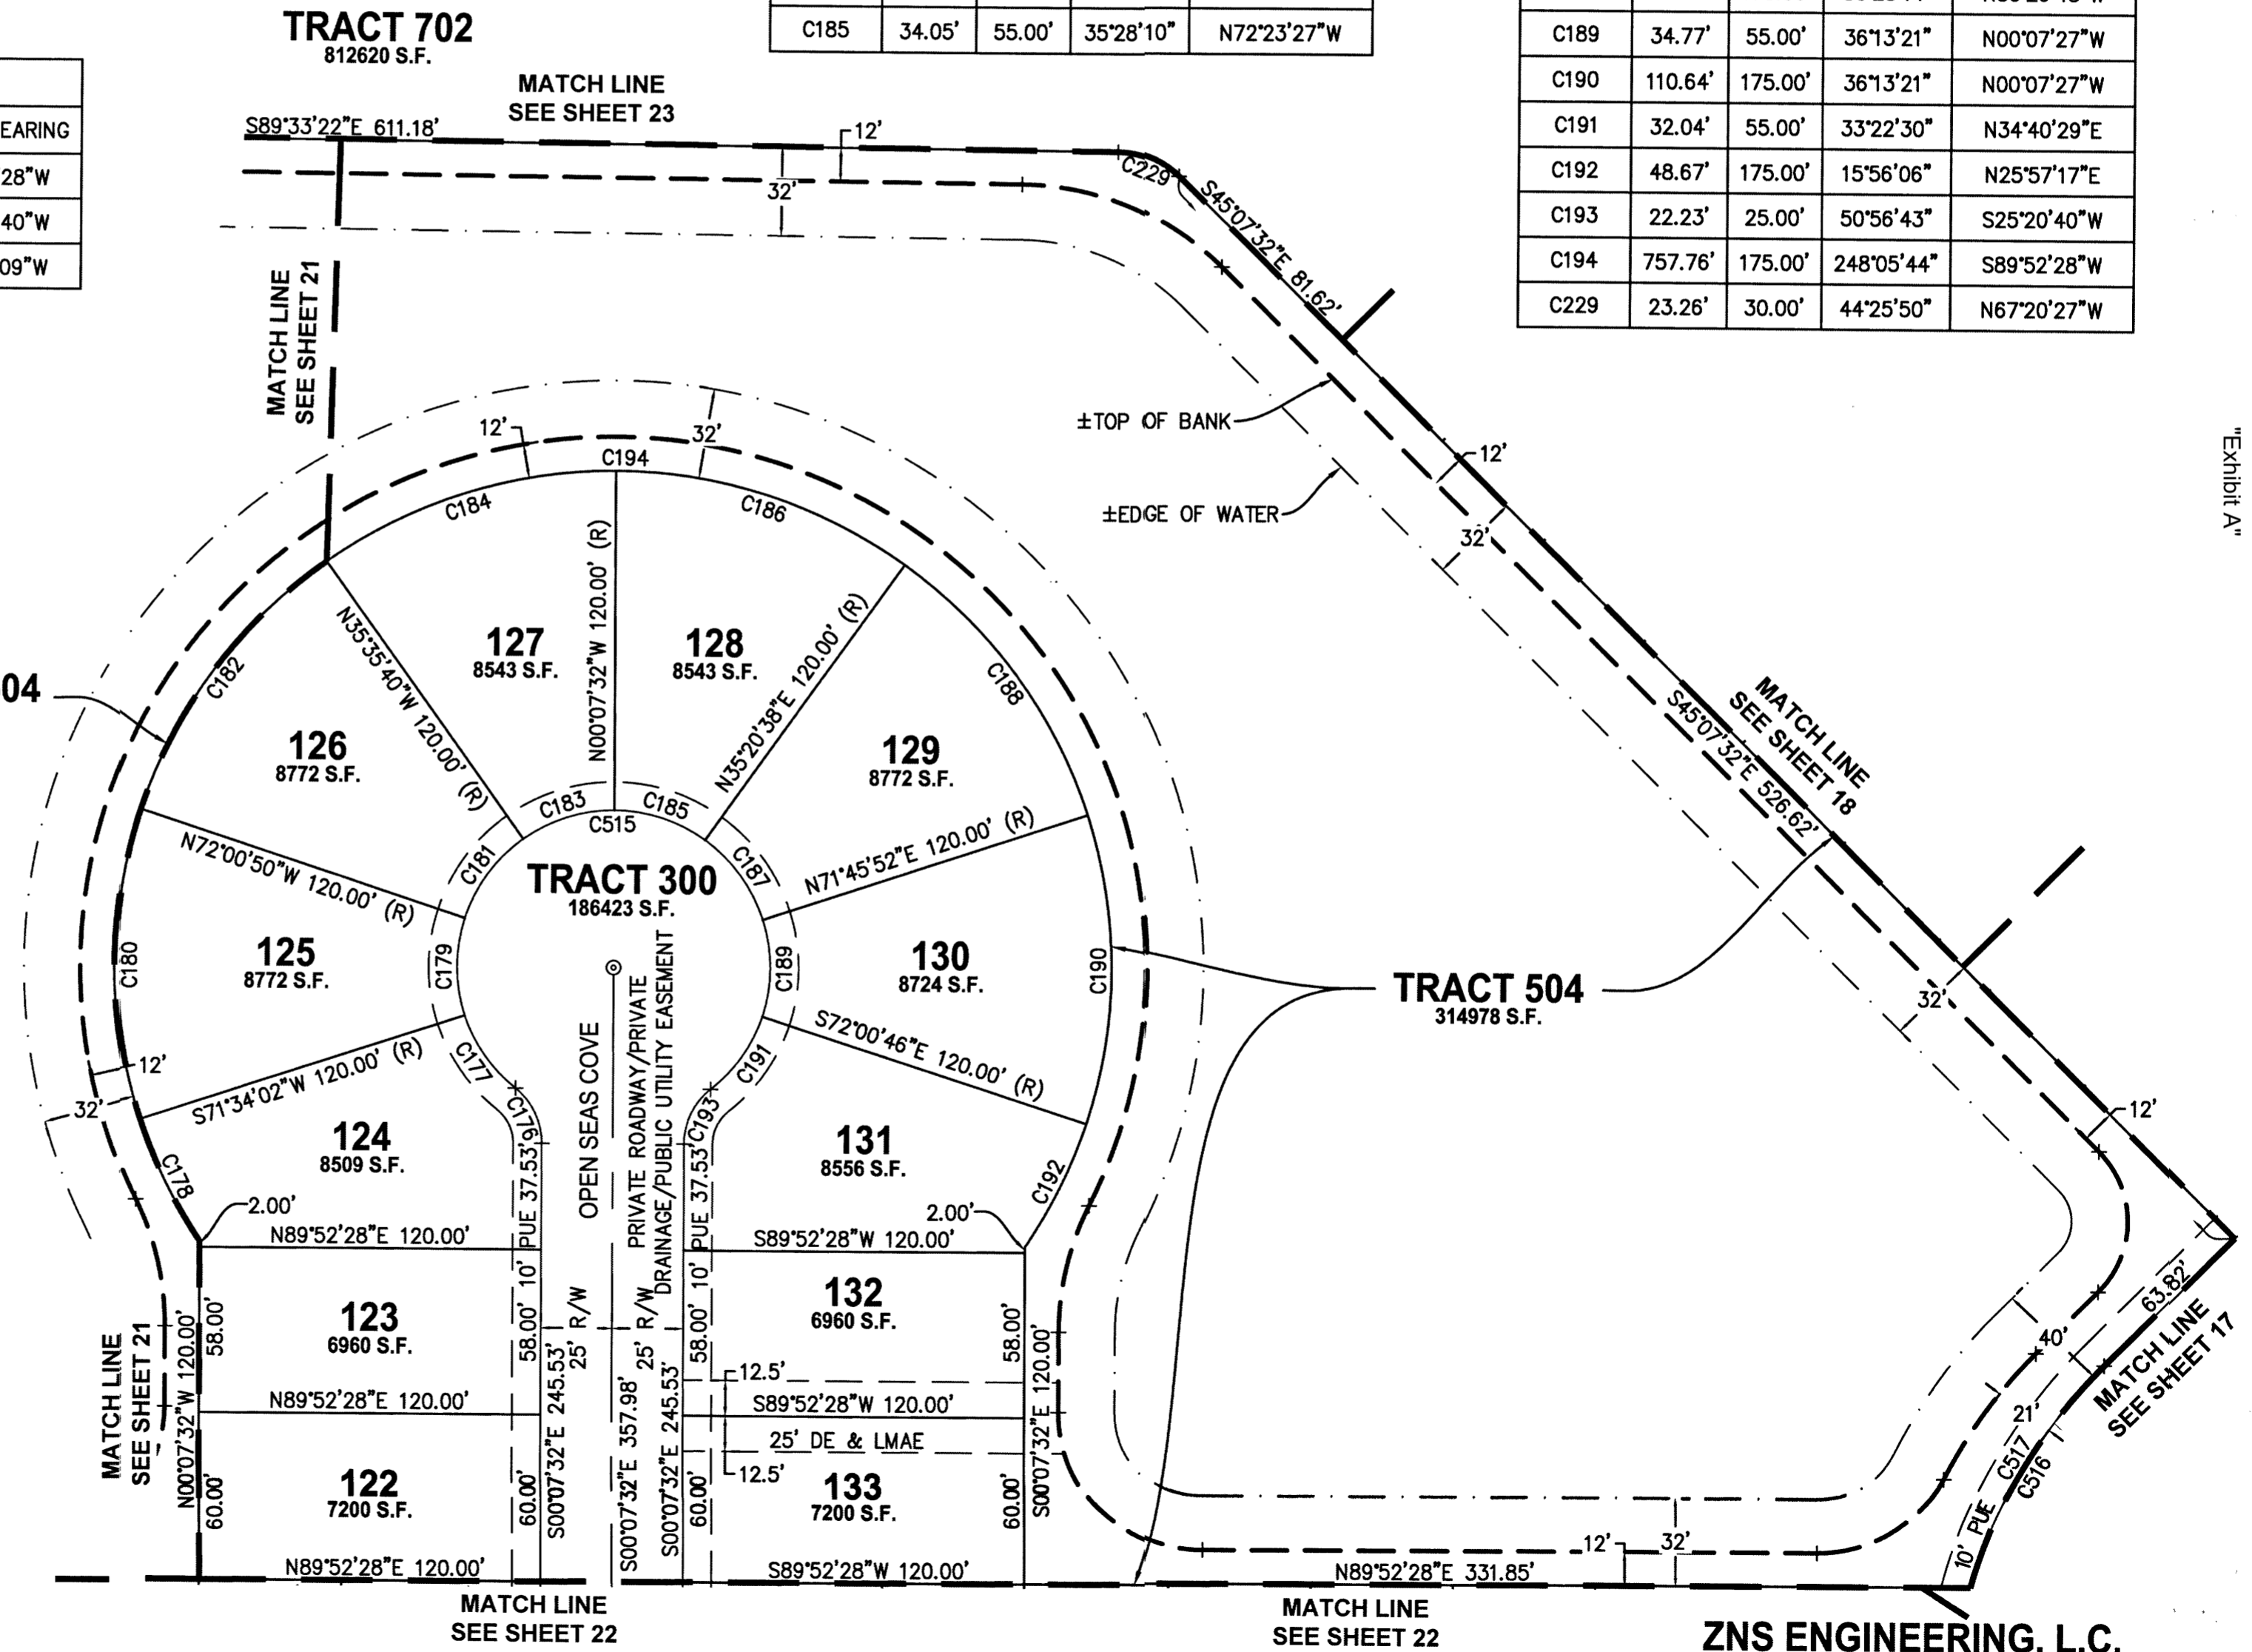 TRACT 702
812620 S.F.
C185 34.05' 55.00' 35°28'10" N72°23'27"W
C189 34.77' 55.00' 36°13'21" N00°07'27"W
C190 110.64' 175.00' 36°13'21" N00°07'27"W
C191 32.04' 55.00' 33°22'30" N34°40'29"E
C192 48.67' 175.00' 15°56'06" N25°57'17"E
C193 22.23' 25.00' 50°56'43" S25°20'40"W
C194 757.76' 175.00' 248°05'44" S89°52'28"W
C229 23.26' 30.00' 44°25'50" N67°20'27"W
EARING
28"W
40"W
09"W
MATCH LINE
SEE SHEET 23
S89°33'22"E 611.18'
12'
32'
C229
S45°07'32"E 81.62'
MATCH LINE
SEE SHEET 21
±TOP OF BANK
±EDGE OF WATER
12'
32'
"Exhibit A"
12'
32'
C194
C184
C186
04
C182
C188
N35°35'40"W 120.00' (R)
127
8543 S.F.
N00°07'32"W 120.00' (R)
128
8543 S.F.
N35°20'38"E 120.00' (R)
126
8772 S.F.
129
8772 S.F.
MATCH LINE
SEE SHEET 18
S45°07'32"E 526.62'
C183
C185
C515
C181
C187
N72°00'50"W 120.00' (R)
N71°45'52"E 120.00' (R)
TRACT 300
186423 S.F.
125
8772 S.F.
C180
C179
C189
130
8724 S.F.
C190
TRACT 504
314978 S.F.
32'
12'
32'
S71°34'02"W 120.00' (R)
C177
C191
S72°00'46"E 120.00' (R)
C176
C193
OPEN SEAS COVE
PRIVATE ROADWAY/PRIVATE
DRAINAGE/PUBLIC UTILITY EASEMENT
124
8509 S.F.
131
8556 S.F.
C178
C192
12'
2.00'
2.00'
37.53'
10' PUE
37.53'
10' PUE
N89°52'28"E 120.00'
S89°52'28"W 120.00'
123
6960 S.F.
132
6960 S.F.
58.00'
58.00'
58.00'
58.00'
25' R/W
25' R/W
MATCH LINE
SEE SHEET 21
N00°07'32"W 120.00'
S00°07'32"E 245.53'
S00°07'32"E 357.98'
S00°07'32"E 245.53'
S00°07'32"E 120.00'
12.5'
N89°52'28"E 120.00'
S89°52'28"W 120.00'
25' DE & LMAE
12.5'
122
7200 S.F.
133
7200 S.F.
60.00'
60.00'
60.00'
60.00'
63.82'
40'
MATCH LINE
SEE SHEET 17
21'
C517
C516
10' PUE
12'
32'
N89°52'28"E 120.00'
S89°52'28"W 120.00'
N89°52'28"E 331.85'
MATCH LINE
SEE SHEET 22
MATCH LINE
SEE SHEET 22
ZNS ENGINEERING, L.C.